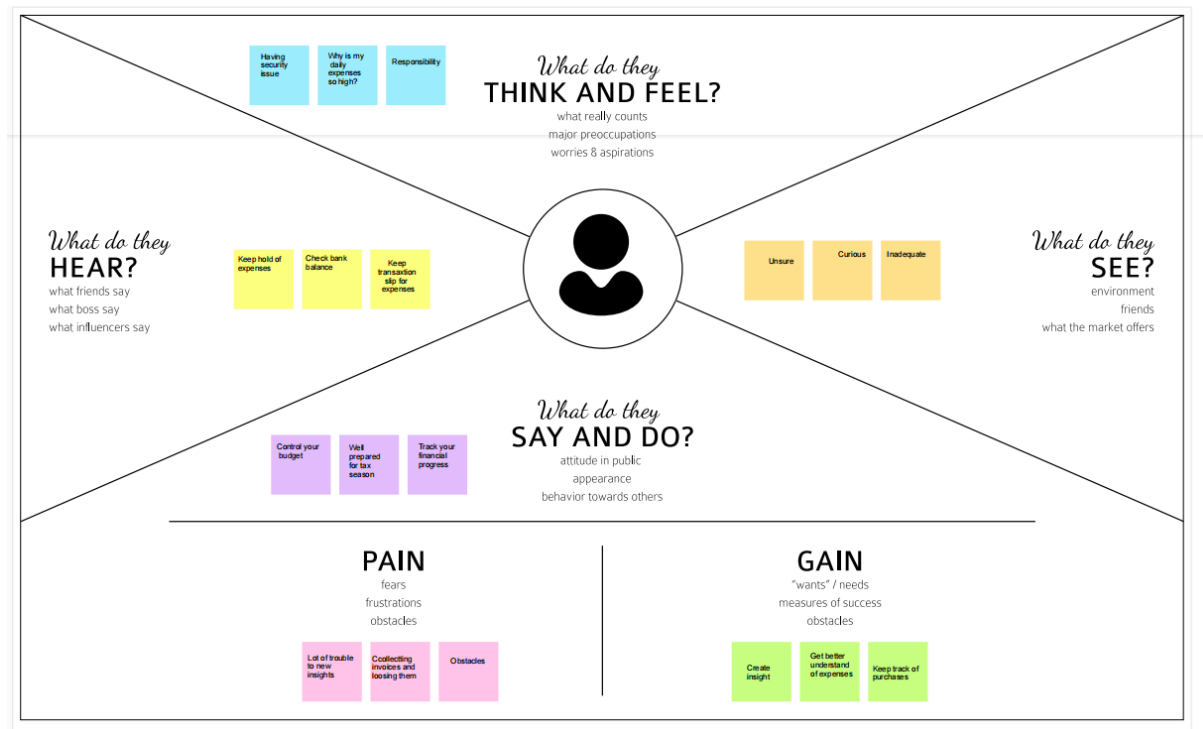 Having
security
issue
Why is my
daily
expenses
so high?
Responsibility
What do they
THINK AND FEEL?
what really counts
major preoccupations
worries & aspirations
What do they
HEAR?
what friends say
what boss say
what influencers say
Keep hold of
expenses
Check bank
balance
Keep
transaxtion
slip for
expenses
Unsure
Curious
Inadequate
What do they
SEE?
environment
friends
what the market offers
What do they
SAY AND DO?
attitude in public
appearance
behavior towards others
Control your
budget
Well
prepared
for tax
season
Track your
financial
progress
PAIN
fears
frustrations
obstacles
Lot of trouble
to new
insights
Ccollectting
invoices and
loosing them
Obstacles
GAIN
"wants" / needs
measures of success
obstacles
Create
insight
Get better
understand
of expenses
Keep track of
purchases